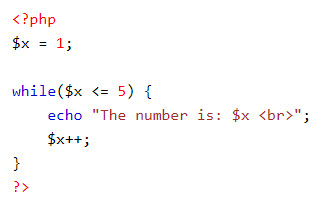 <?php
$x = 1;

while($x <= 5) {
    echo "The number is: $x <br>";
    $x++;
}
?>